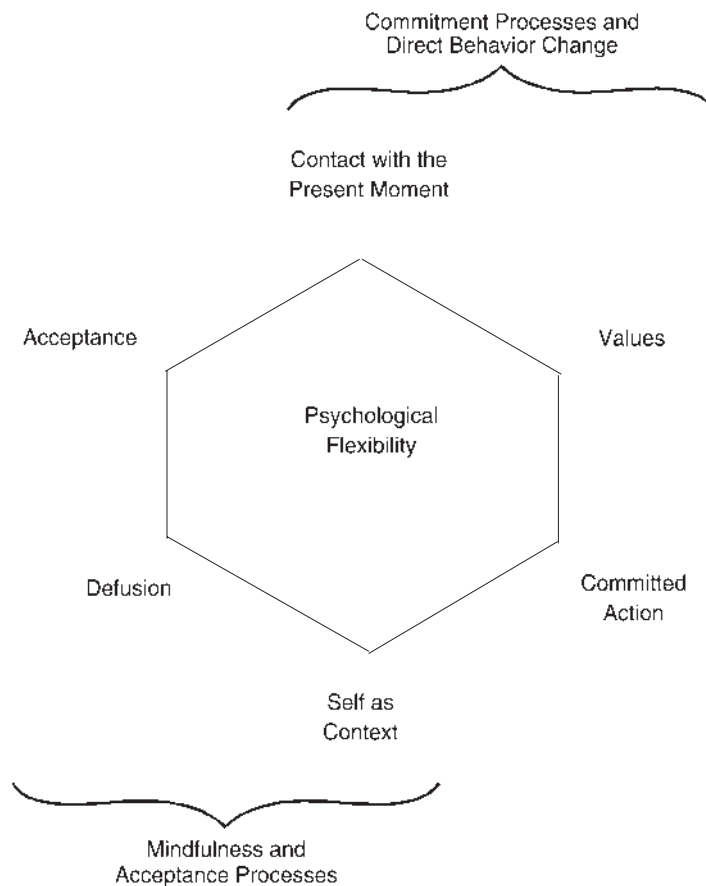 Commitment Processes and
Direct Behavior Change
Contact with the
Present Moment
Acceptance
Values
Psychological
Flexibility
Defusion
Committed
Action
Self as
Context
Mindfulness and
Acceptance Processes